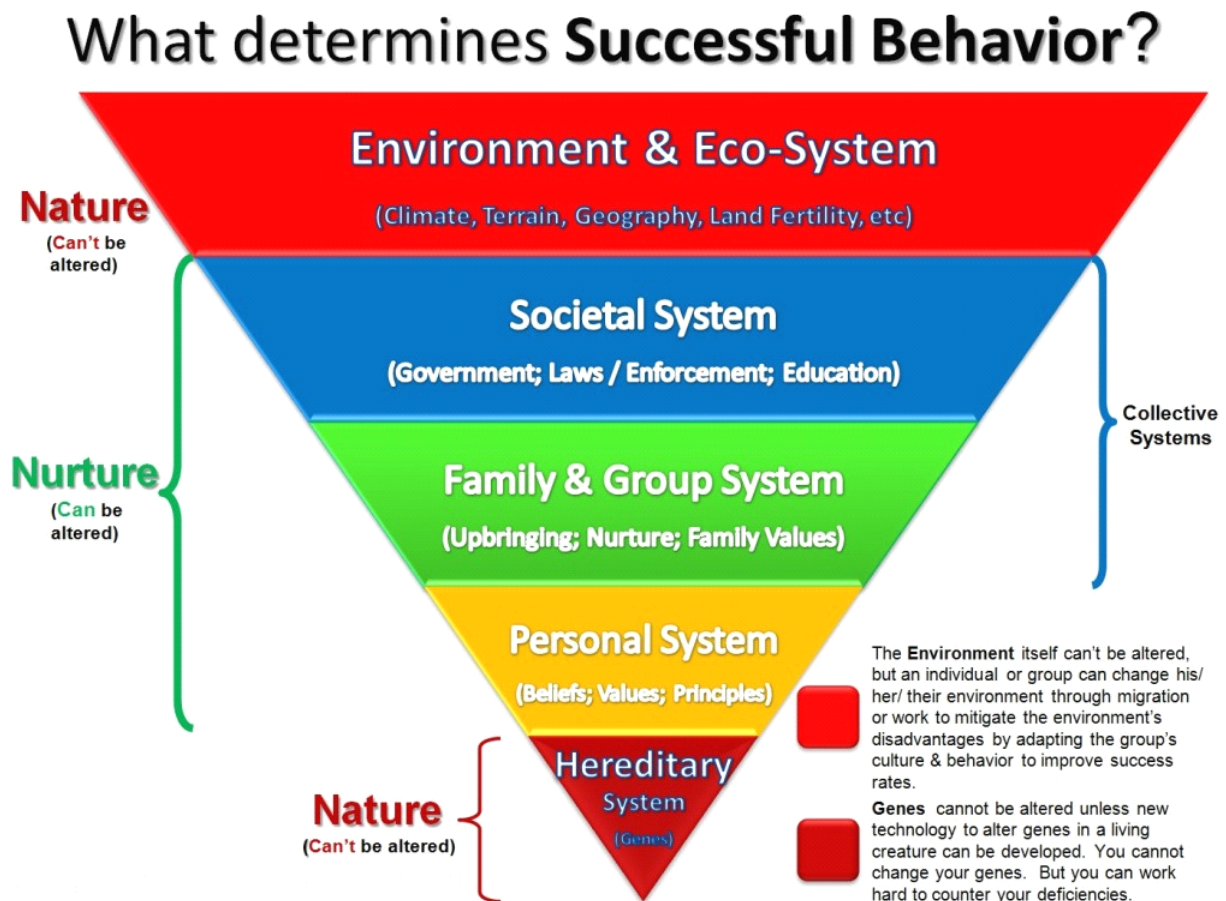 What determines Successful Behavior?
Environment & Eco-System
(Climate, Terrain, Geography, Land Fertility, etc)
Nature
(Can't be
altered)
Societal System
(Government; Laws / Enforcement; Education)
Collective
Systems
Nurture
(Can be
altered)
Family & Group System
(Upbringing; Nurture; Family Values)
Personal System
(Beliefs; Values; Principles)
Hereditary
System
(Genes)
Nature
(Can't be altered)
The Environment itself can't be altered,
but an individual or group can change his/
her/ their environment through migration
or work to mitigate the environment's
disadvantages by adapting the group's
culture & behavior to improve success
rates.
Genes cannot be altered unless new
technology to alter genes in a living
creature can be developed. You cannot
change your genes. But you can work
hard to counter your deficiencies.